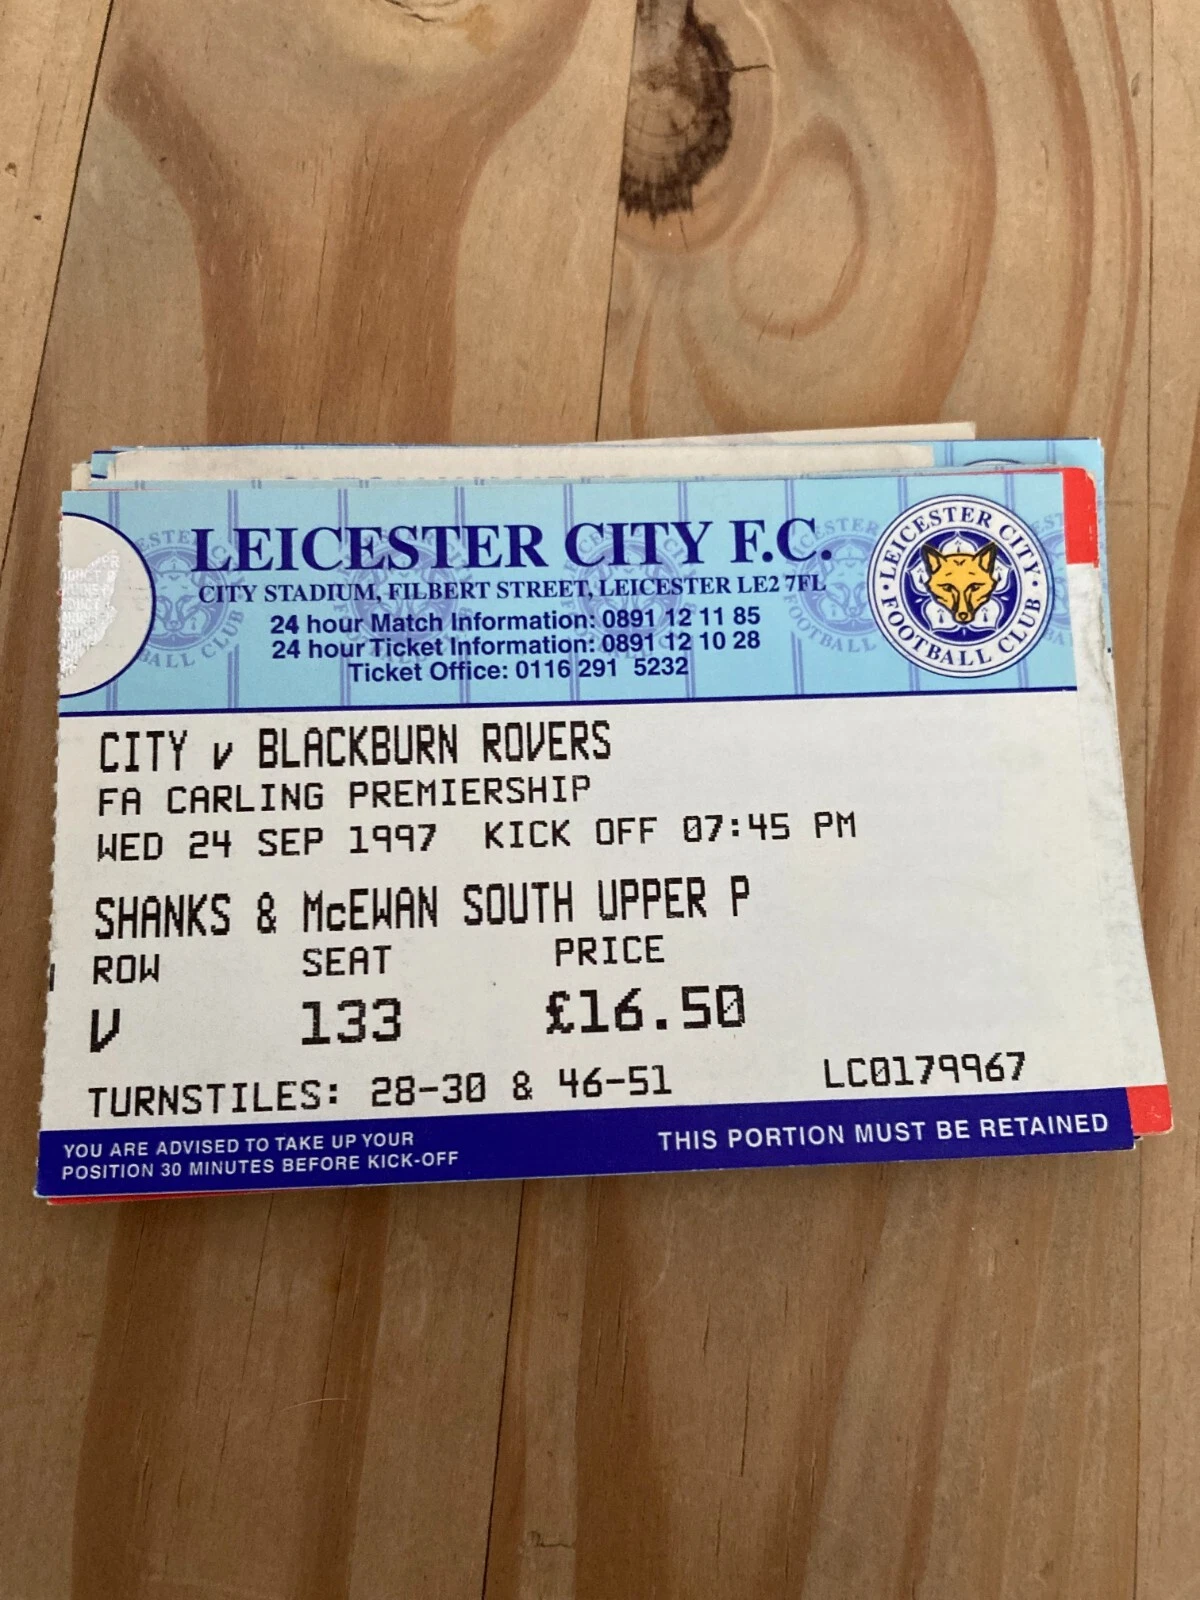 LEICESTER CITY F.C.
CITY STADIUM, FILBERT STREET, LEICESTER LE2 7FL
24 hour Match Information: 0891 12 11 85
24 hour Ticket Information: 0891 12 10 28
Ticket Office: 0116 291 5232
LEICESTER CITY
FOOTBALL CLUB
CITY v BLACKBURN ROVERS
FA CARLING PREMIERSHIP
WED 24 SEP 1997 KICK OFF 07:45 PM
SHANKS & McEWAN SOUTH UPPER P
ROW SEAT PRICE
V 133 £16.50
TURNSTILES: 28-30 & 46-51 LC0179967
YOU ARE ADVISED TO TAKE UP YOUR
POSITION 30 MINUTES BEFORE KICK-OFF
THIS PORTION MUST BE RETAINED